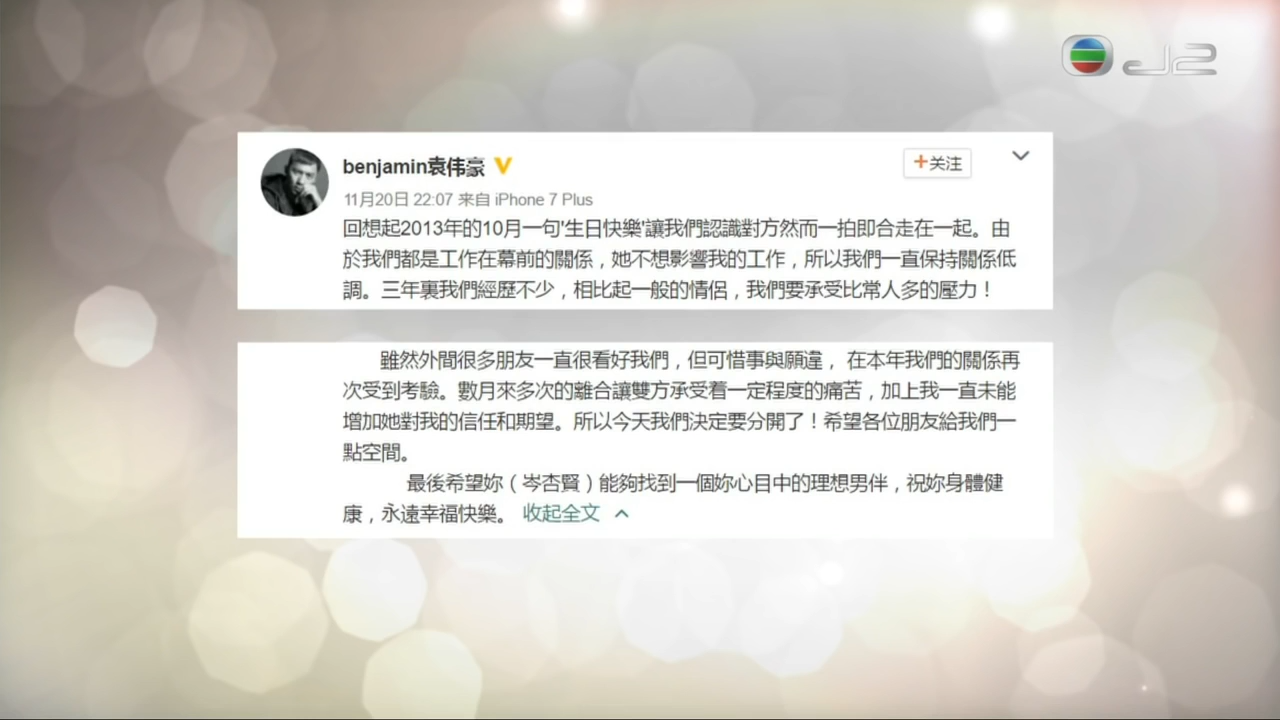 J2
benjamin袁伟豪 V
+关注
11月20日 22:07 来自 iPhone 7 Plus
回想起2013年的10月一句'生日快樂'讓我們認識對方然而一拍即合走在一起。由
於我們都是工作在幕前的關係，她不想影響我的工作，所以我們一直保持關係低
調。三年裏我們經歷不少，相比起一般的情侶，我們要承受比常人多的壓力！
雖然外間很多朋友一直很看好我們，但可惜事與願違， 在本年我們的關係再
次受到考驗。數月來多次的離合讓雙方承受着一定程度的痛苦，加上我一直未能
增加她對我的信任和期望。所以今天我們決定要分開了！希望各位朋友給我們一
點空間。
最後希望妳（岑杏賢）能夠找到一個妳心目中的理想男伴，祝妳身體健
康，永遠幸福快樂。 收起全文